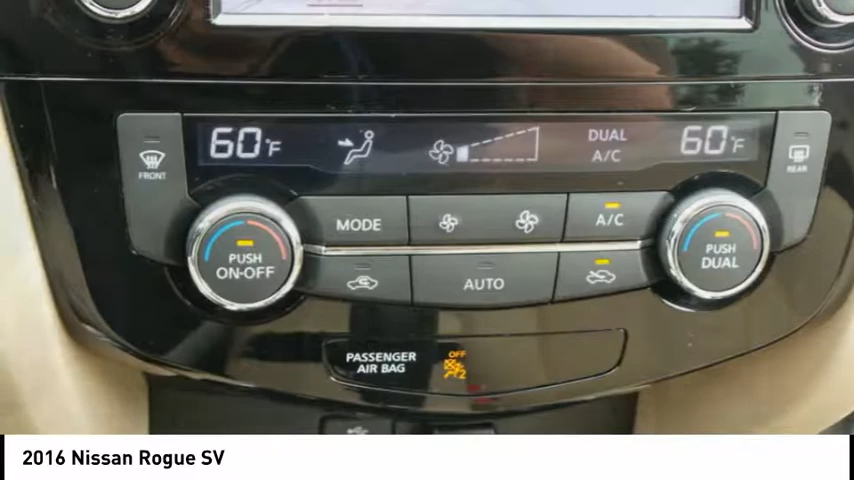 60°F
DUAL
A/C
60°F
FRONT
REAR
MODE
A/C
PUSH
ON·OFF
AUTO
PUSH
DUAL
PASSENGER
AIR BAG
OFF
2
2016 Nissan Rogue SV